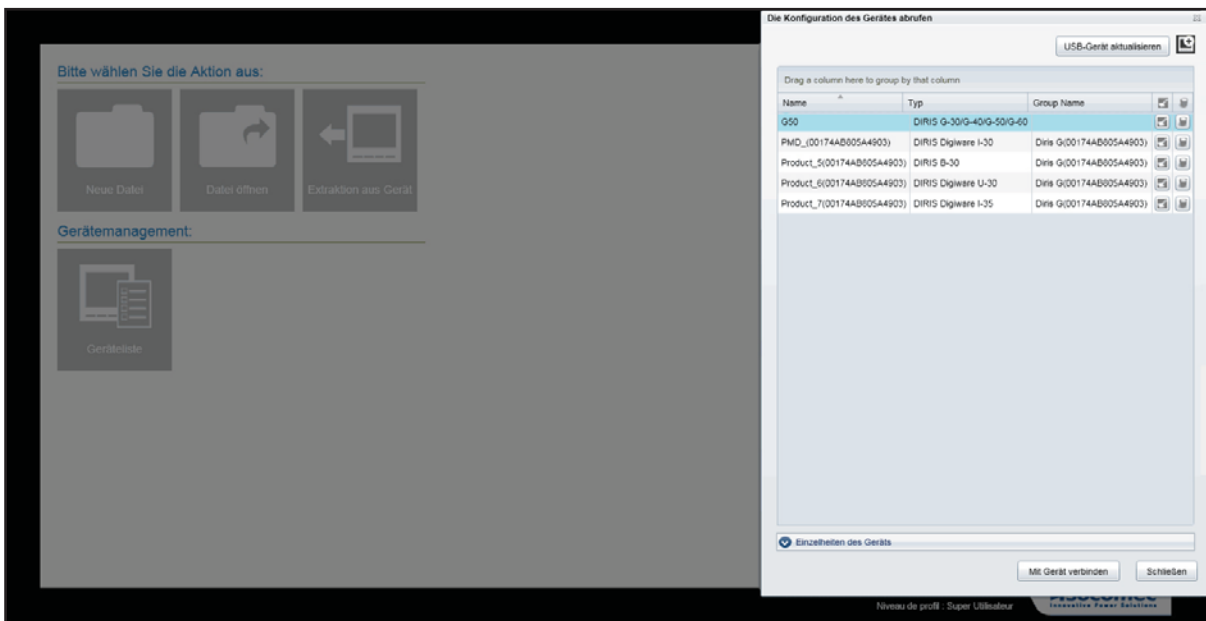 Die Konfiguration des Gerätes abrufen
USB-Gerät aktualisieren
Bitte wählen Sie die Aktion aus:
Neue Datei
Datei öffnen
Extraktion aus Gerät
Gerätemanagement:
Geräteliste
Drag a column here to group by that column
Name Typ Group Name
G50 DIRIS G-30/G-40/G-50/G-60
PMD_(00174AB805A4903) DIRIS Digiware I-30 Diris G(00174AB805A4903)
Product_5(00174AB805A4903) DIRIS B-30 Diris G(00174AB805A4903)
Product_6(00174AB805A4903) DIRIS Digiware U-30 Diris G(00174AB805A4903)
Product_7(00174AB805A4903) DIRIS Digiware I-35 Diris G(00174AB805A4903)
Einzelheiten des Geräts
Mit Gerät verbinden
Schließen
Niveau de profil : Super Utilisateur
Innovative Power Solutions